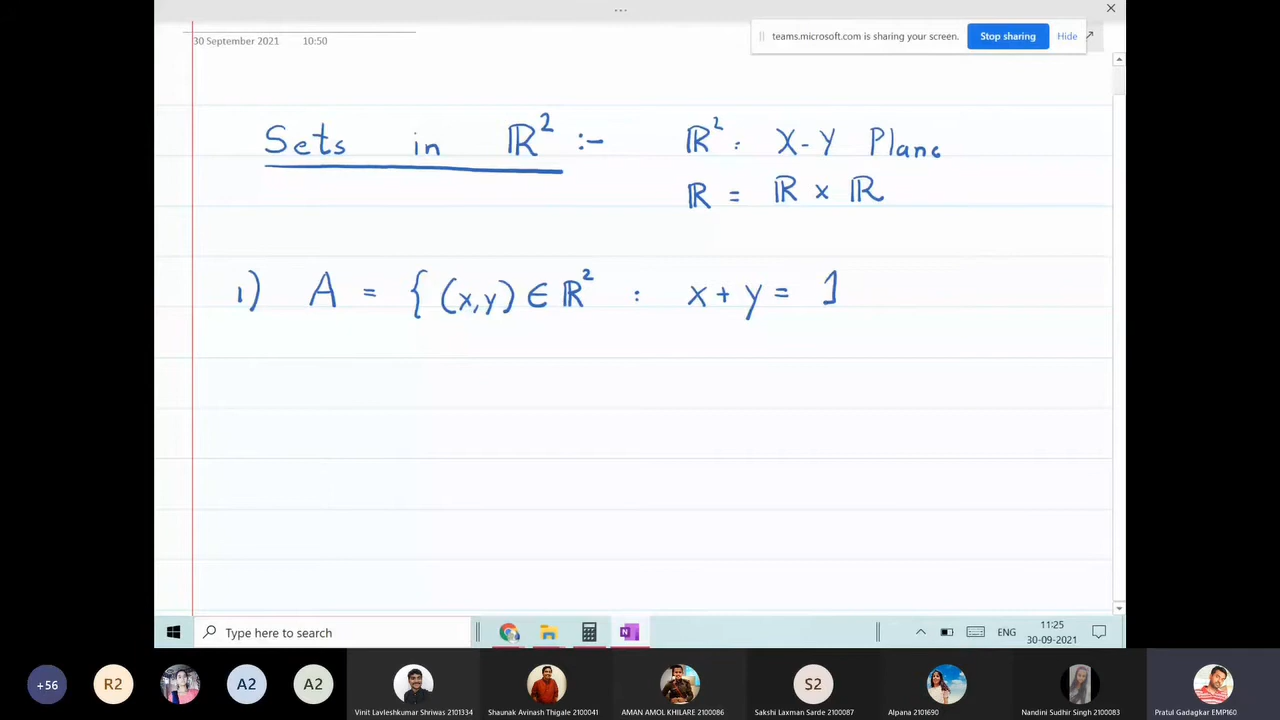 teams.microsoft.com is sharing your screen. Stop sharing Hide
30 September 2021 10:50
Sets in ℝ² :- ℝ² : X-Y Plane
ℝ = ℝ × ℝ
1) A = { (x,y) ∈ ℝ² : x + y = 1
Type here to search
ENG 11:25
30-09-2021
+56 R2 A2 A2 S2
Vinit Lavleshkumar Shriwas 2101334 Shaunak Avinash Thigale 2100041 AMAN AMOL KHILARE 2100086 Sakshi Laxman Sarde 2100087 Alpana 2101690 Nandini Sudhir Singh 2100083 Pratul Gadagkar EMP160